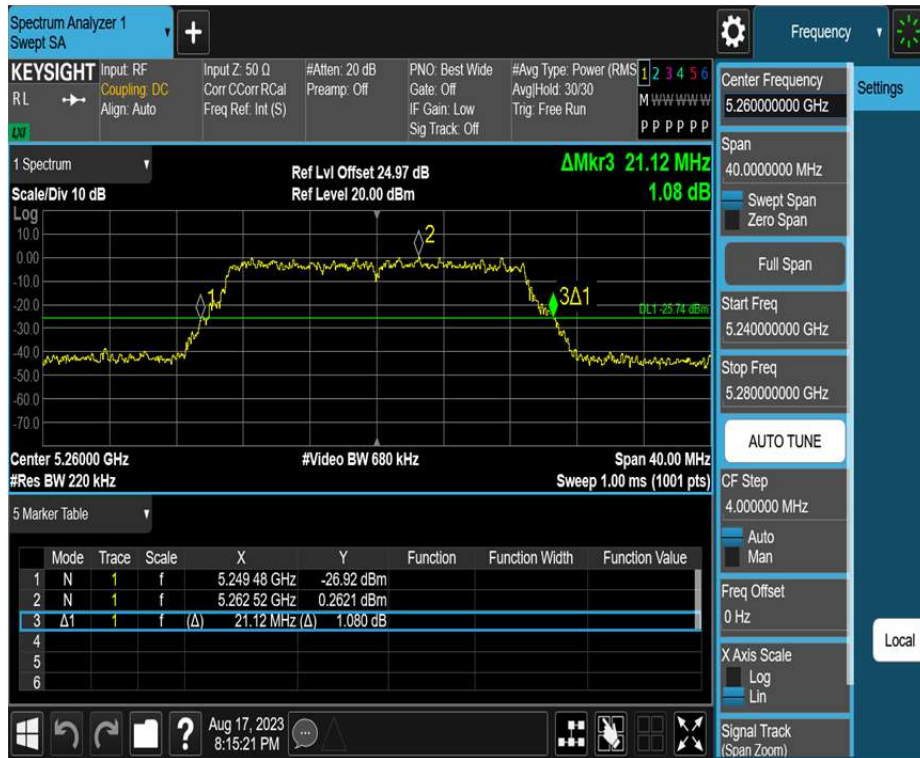 Spectrum Analyzer 1
Swept SA
+
Frequency
KEYSIGHT
RL
LXI
Input: RF
Coupling: DC
Align: Auto
Input Z: 50 Ω
Corr CCorr RCal
Freq Ref: Int (S)
#Atten: 20 dB
Preamp: Off
PNO: Best Wide
Gate: Off
IF Gain: Low
Sig Track: Off
#Avg Type: Power (RMS
Avg|Hold: 30/30
Trig: Free Run
1 2 3 4 5 6
M W W W W W
P P P P P P
1 Spectrum
Scale/Div 10 dB
Ref Lvl Offset 24.97 dB
Ref Level 20.00 dBm
ΔMkr3 21.12 MHz
1.08 dB
Log
10.0
0.00
-10.0
-20.0
-30.0
-40.0
-50.0
-60.0
-70.0
1
2
3Δ1
DL1 -25.74 dBm
Center 5.26000 GHz
#Res BW 220 kHz
#Video BW 680 kHz
Span 40.00 MHz
Sweep 1.00 ms (1001 pts)
5 Marker Table
Mode Trace Scale X Y Function Function Width Function Value
1 N 1 f 5.249 48 GHz -26.92 dBm
2 N 1 f 5.262 52 GHz 0.2621 dBm
3 Δ1 1 f (Δ) 21.12 MHz (Δ) 1.080 dB
4
5
6
Center Frequency
5.260000000 GHz
Span
40.0000000 MHz
Swept Span
Zero Span
Full Span
Start Freq
5.240000000 GHz
Stop Freq
5.280000000 GHz
AUTO TUNE
CF Step
4.000000 MHz
Auto
Man
Freq Offset
0 Hz
X Axis Scale
Log
Lin
Signal Track
(Span Zoom)
Settings
Local
?
Aug 17, 2023
8:15:21 PM